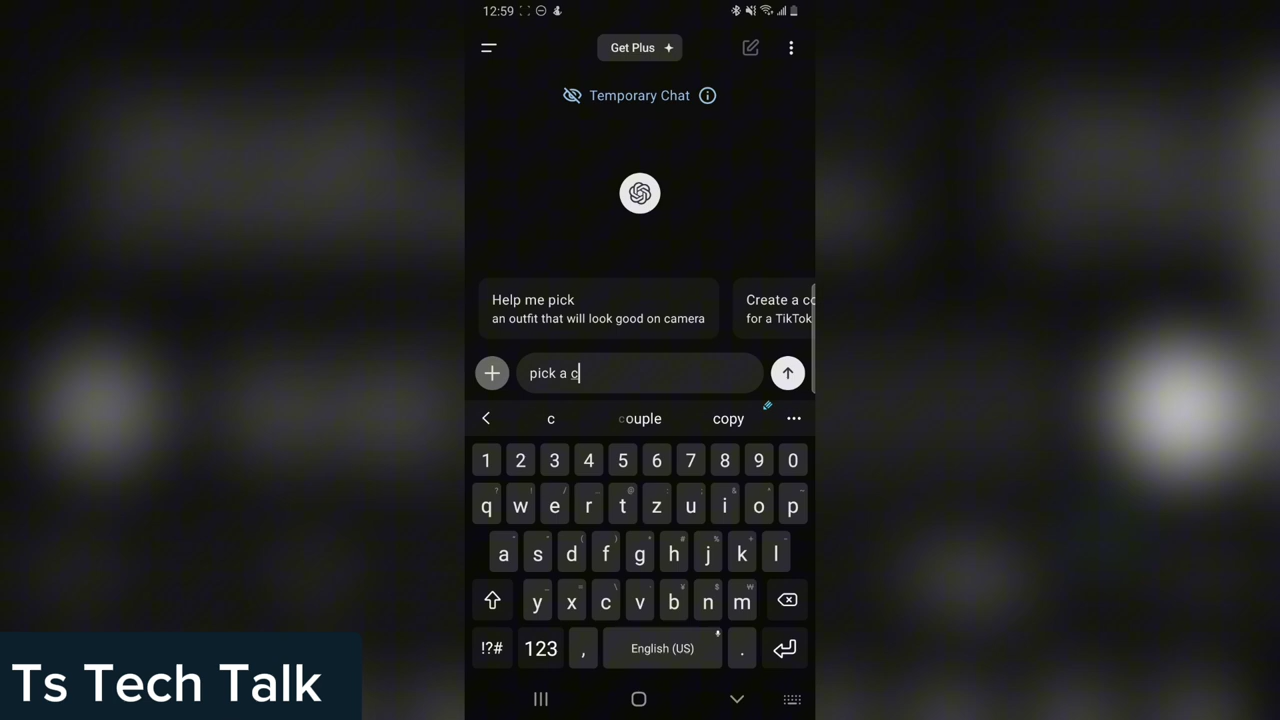 12:59
Get Plus
Temporary Chat
Help me pick
an outfit that will look good on camera
Create a co
for a TikTok
pick a c
c couple copy
1 2 3 4 5 6 7 8 9 0
q w e r t z u i o p
a s d f g h j k l
y x c v b n m
!?# 123 , English (US) .
Ts Tech Talk